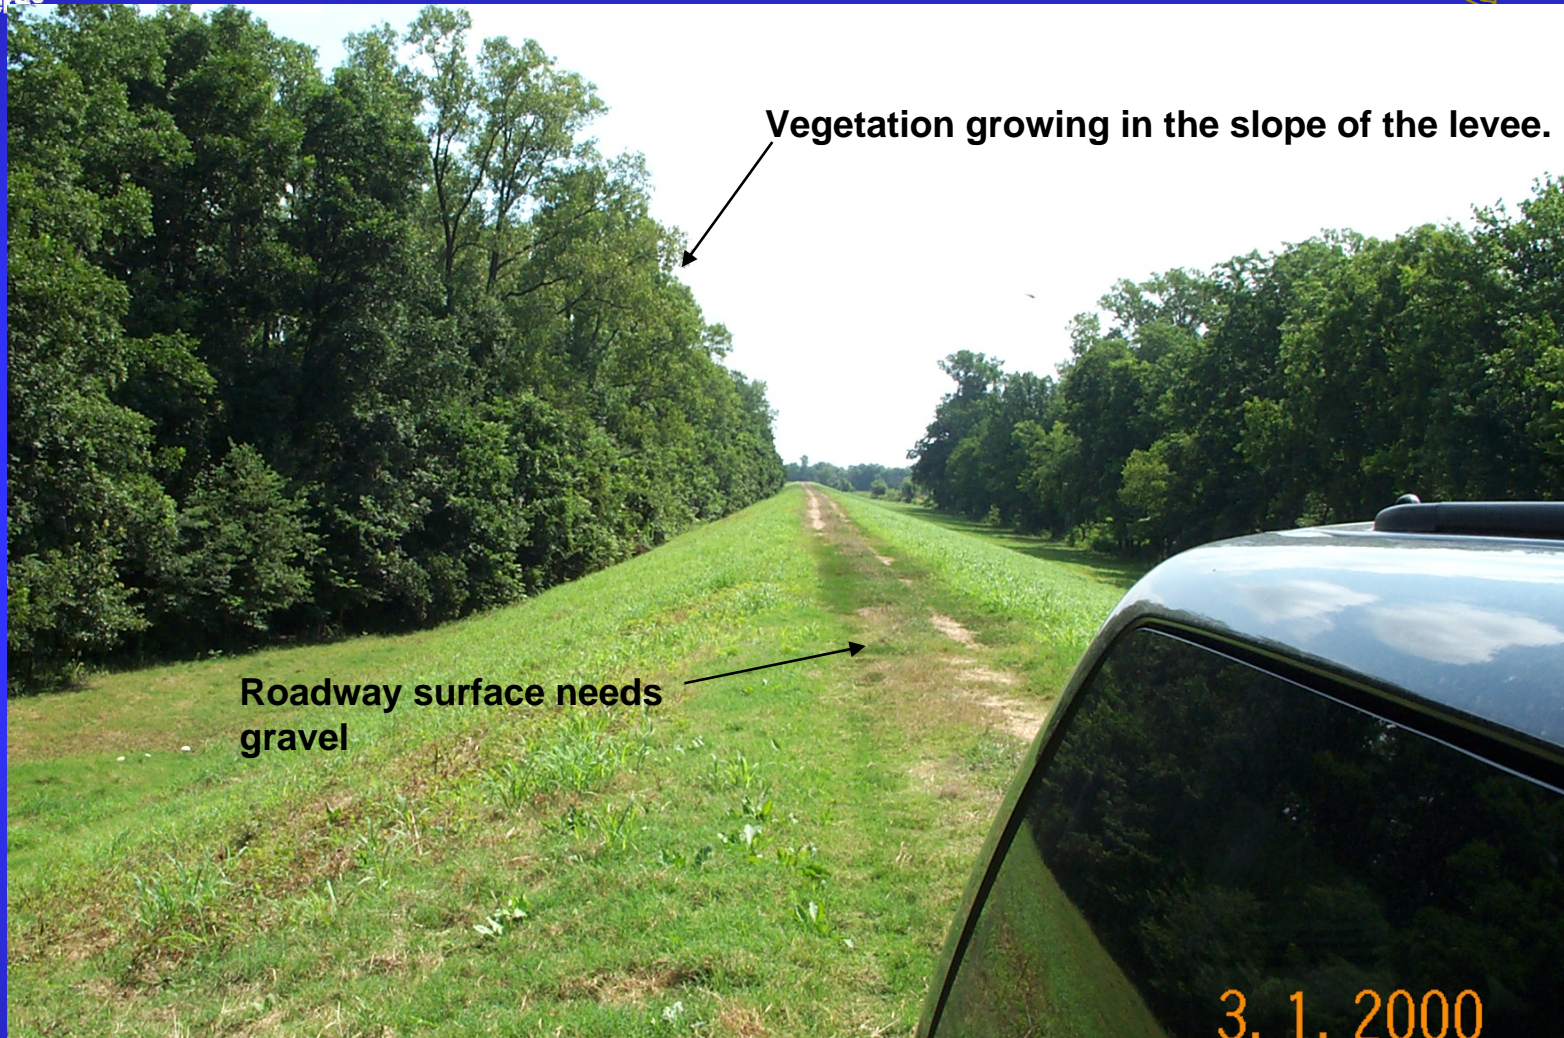 Vegetation growing in the slope of the levee.
Roadway surface needs
gravel
3. 1. 2000